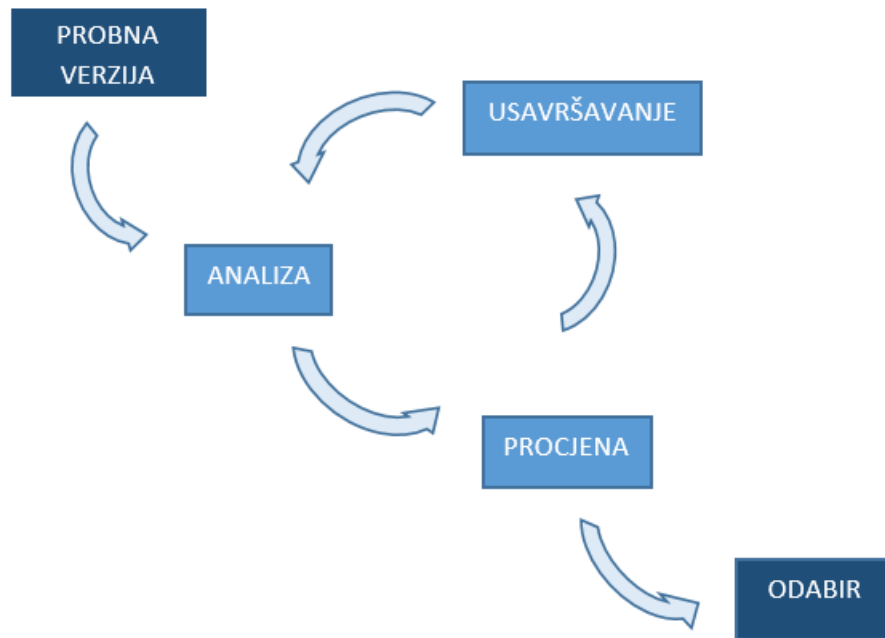 PROBNA
VERZIJA
USAVRŠAVANJE
ANALIZA
PROCJENA
ODABIR